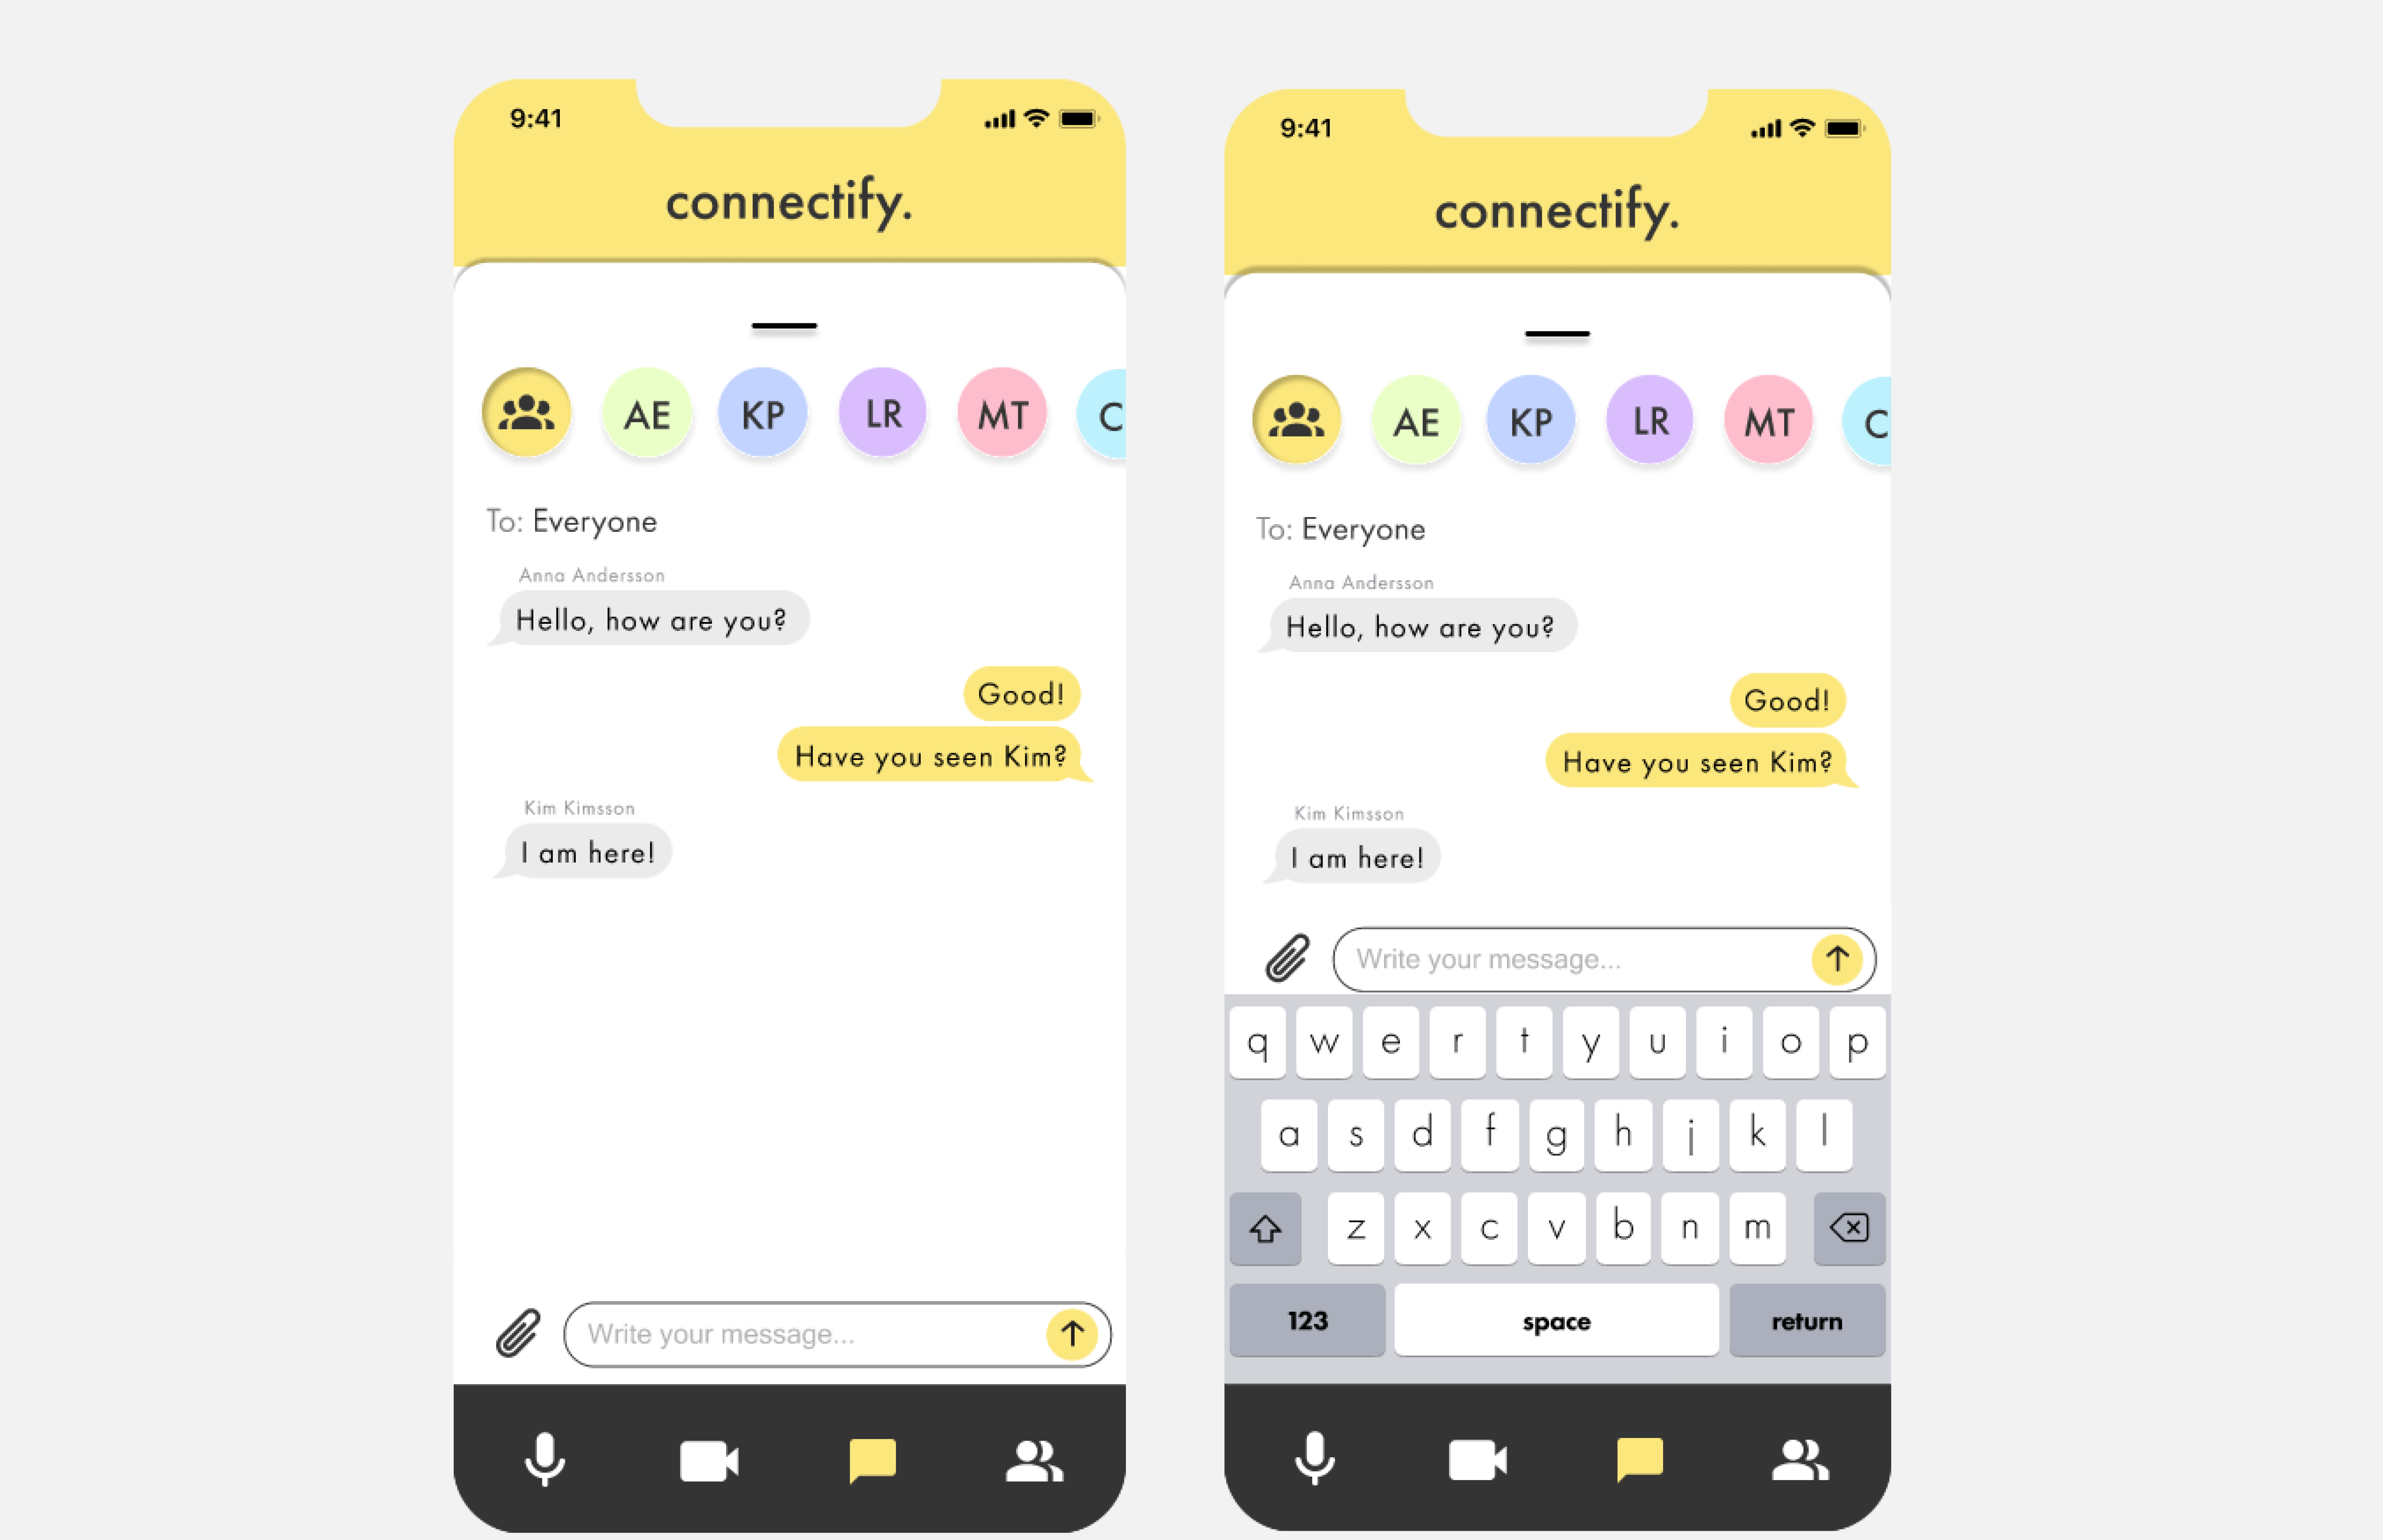 9:41
connectify.
AE KP LR MT C
To: Everyone
Anna Andersson
Hello, how are you?
Good!
Have you seen Kim?
Kim Kimsson
I am here!
Write your message...
9:41
connectify.
AE KP LR MT C
To: Everyone
Anna Andersson
Hello, how are you?
Good!
Have you seen Kim?
Kim Kimsson
I am here!
Write your message...
q w e r t y u i o p
a s d f g h j k l
z x c v b n m
123 space return